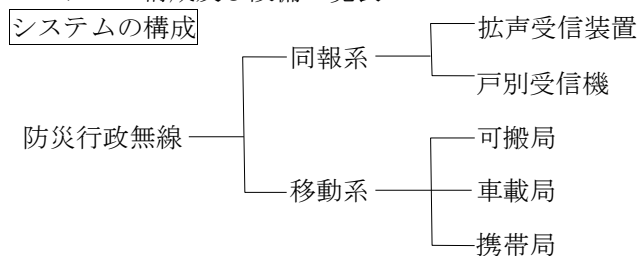 システムの構成
拡声受信装置
同報系
戸別受信機
防災行政無線
可搬局
移動系
車載局
携帯局